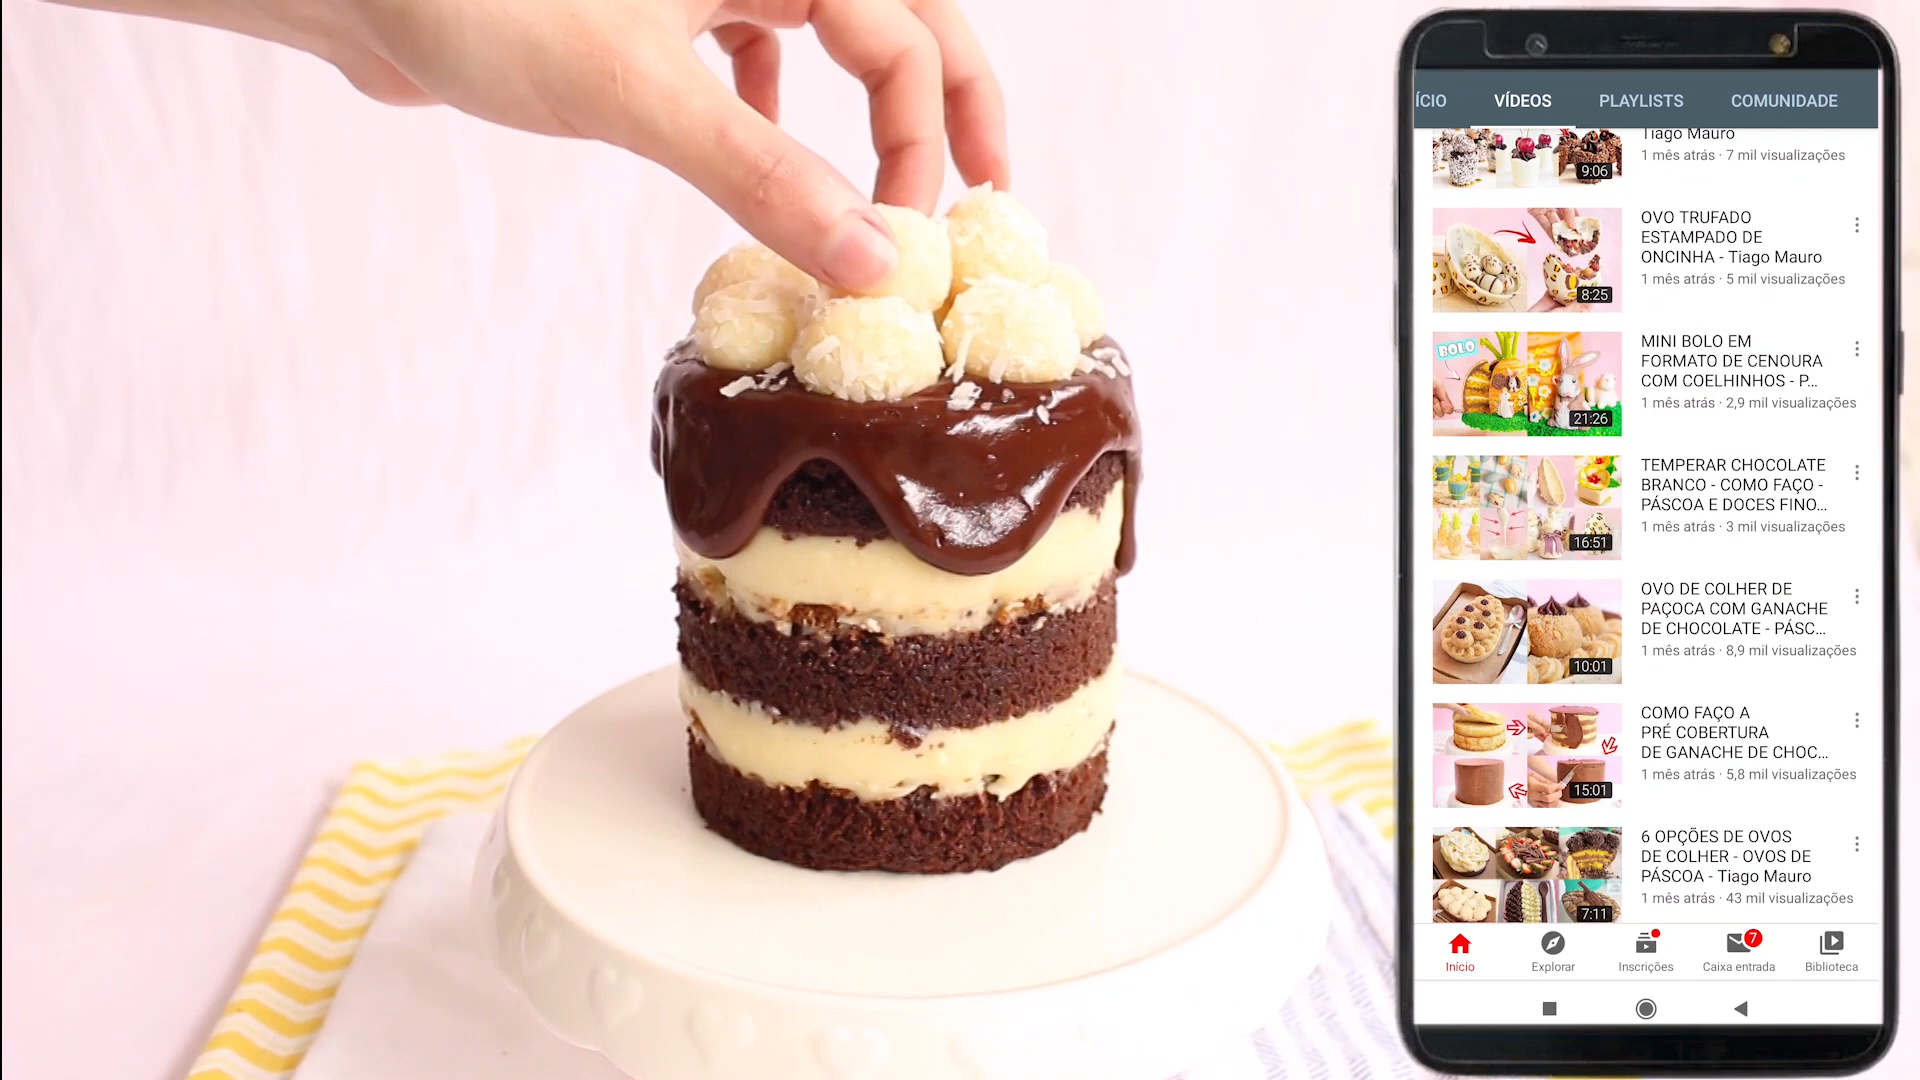 ÍCIO VÍDEOS PLAYLISTS COMUNIDADE
Tiago Mauro
1 mês atrás · 7 mil visualizações
9:06
OVO TRUFADO
ESTAMPADO DE
ONCINHA - Tiago Mauro
1 mês atrás · 5 mil visualizações
8:25
BOLO
MINI BOLO EM
FORMATO DE CENOURA
COM COELHINHOS - P...
1 mês atrás · 2,9 mil visualizações
21:26
TEMPERAR CHOCOLATE
BRANCO - COMO FAÇO -
PÁSCOA E DOCES FINO...
1 mês atrás · 3 mil visualizações
16:51
OVO DE COLHER DE
PAÇOCA COM GANACHE
DE CHOCOLATE - PÁSC...
1 mês atrás · 8,9 mil visualizações
10:01
COMO FAÇO A
PRÉ COBERTURA
DE GANACHE DE CHOC...
1 mês atrás · 5,8 mil visualizações
15:01
6 OPÇÕES DE OVOS
DE COLHER - OVOS DE
PÁSCOA - Tiago Mauro
1 mês atrás · 43 mil visualizações
7:11
7
Início Explorar Inscrições Caixa entrada Biblioteca